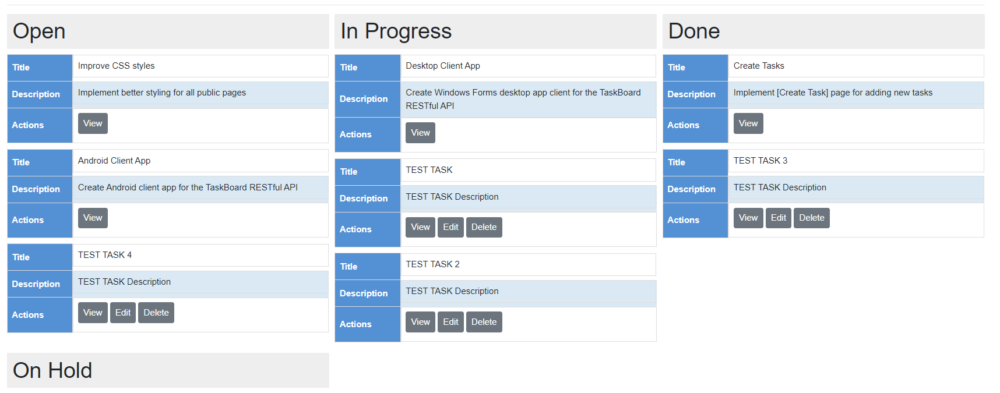 Open
Title
Improve CSS styles
Description
Implement better styling for all public pages
Actions
View
Title
Android Client App
Description
Create Android client app for the TaskBoard RESTful API
Actions
View
Title
TEST TASK 4
Description
TEST TASK Description
Actions
View Edit Delete
In Progress
Title
Desktop Client App
Description
Create Windows Forms desktop app client for the TaskBoard
RESTful API
Actions
View
Title
TEST TASK
Description
TEST TASK Description
Actions
View Edit Delete
Title
TEST TASK 2
Description
TEST TASK Description
Actions
View Edit Delete
Done
Title
Create Tasks
Description
Implement [Create Task] page for adding new tasks
Actions
View
Title
TEST TASK 3
Description
TEST TASK Description
Actions
View Edit Delete
On Hold